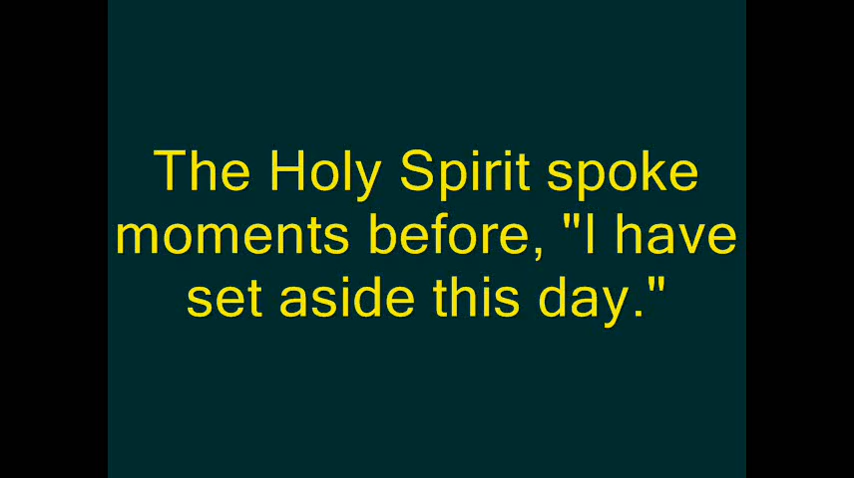 The Holy Spirit spoke
moments before, "I have
set aside this day."